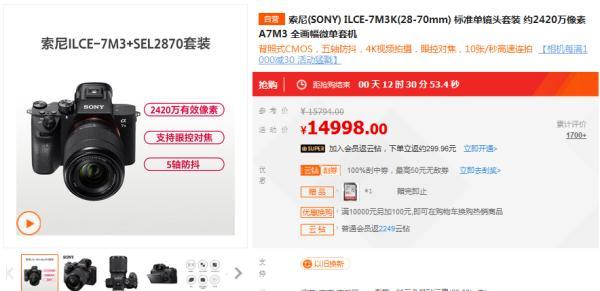 索尼ILCE-7M3+SEL2870套装
SONY
α7
2420万有效像素
支持眼控对焦
5轴防抖
自营 索尼(SONY) ILCE-7M3K(28-70mm) 标准单镜头套装 约2420万像素
A7M3 全画幅微单套机
背照式CMOS，五轴防抖，4K视频拍摄，眼控对焦，10张/秒高速连拍 【相机每满1
000减30 活动猛戳】
抢购 距抢购结束 00 天 12 时 30 分 53.4 秒
参考价 ¥15794.00
活动价 ¥14998.00
累计评价
1700+
SUPER 加入会员返云钻，下单立返约299.96元 立即开通>
优惠
云钻 刮券 100%刮中券，最高50元无敌券 立即去刮奖>
赠品 *1 赠完即止
优惠换购 满10000元另加100元,即可在购物车换购热销商品
云钻 普通会员返2249云钻
支
以旧换新
SONY